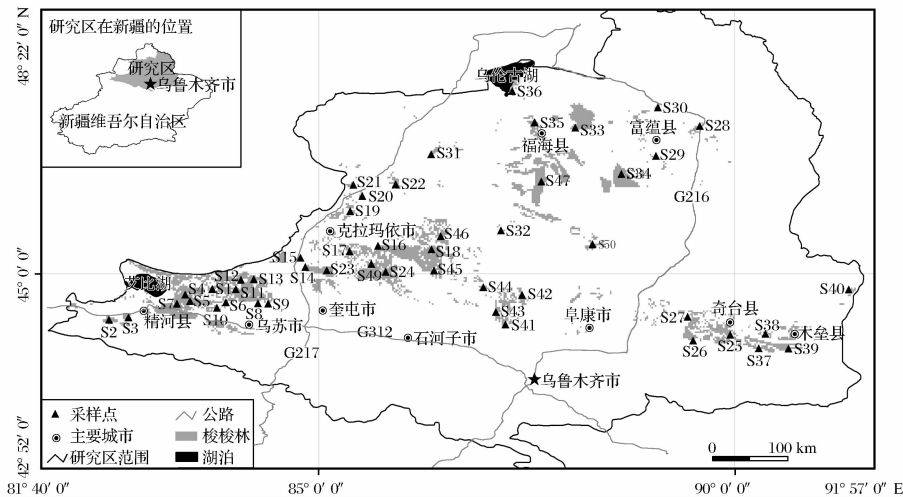 研究区在新疆的位置
研究区
乌鲁木齐市
新疆维吾尔自治区
48° 22′ 0″ N
45° 0′ 0″
42° 52′ 0″
乌伦古湖
S36
S30
S35
S33
富蕴县
S28
福海县
S31
S29
S34
S21
S22
S47
S20
G216
S19
克拉玛依市
S46
S32
S50
S17
S16
S18
S15
S14
S23
S49
S24
S45
艾比湖
S12
S13
S4
S1
S11
S7
S5
S6
S9
S8
S10
S44
S42
S40
S2
S3
精河县
乌苏市
奎屯市
S43
S41
阜康市
奇台县
S27
S38
木垒县
G312
石河子市
S26
S25
S37
S39
G217
乌鲁木齐市
采样点
公路
主要城市
梭梭林
研究区范围
湖泊
0 100 km
81° 40′ 0″
85° 0′ 0″
90° 0′ 0″
91° 57′ 0″ E